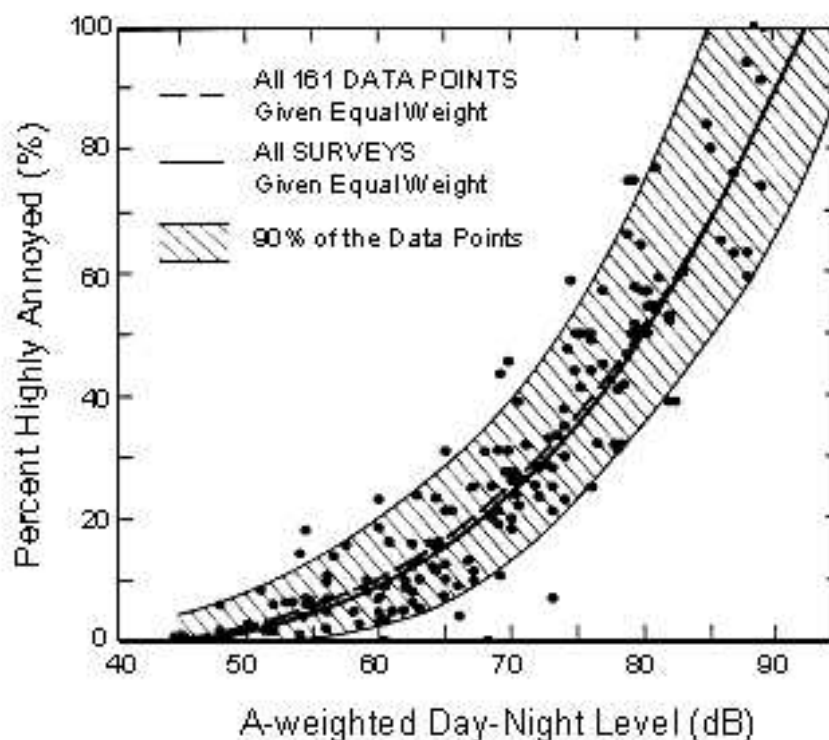 100
80
60
40
20
0
Percent Highly Annoyed (%)
All 161 DATA POINTS
Given Equal Weight
All SURVEYS
Given Equal Weight
90% of the Data Points
40 50 60 70 80 90
A-weighted Day-Night Level (dB)